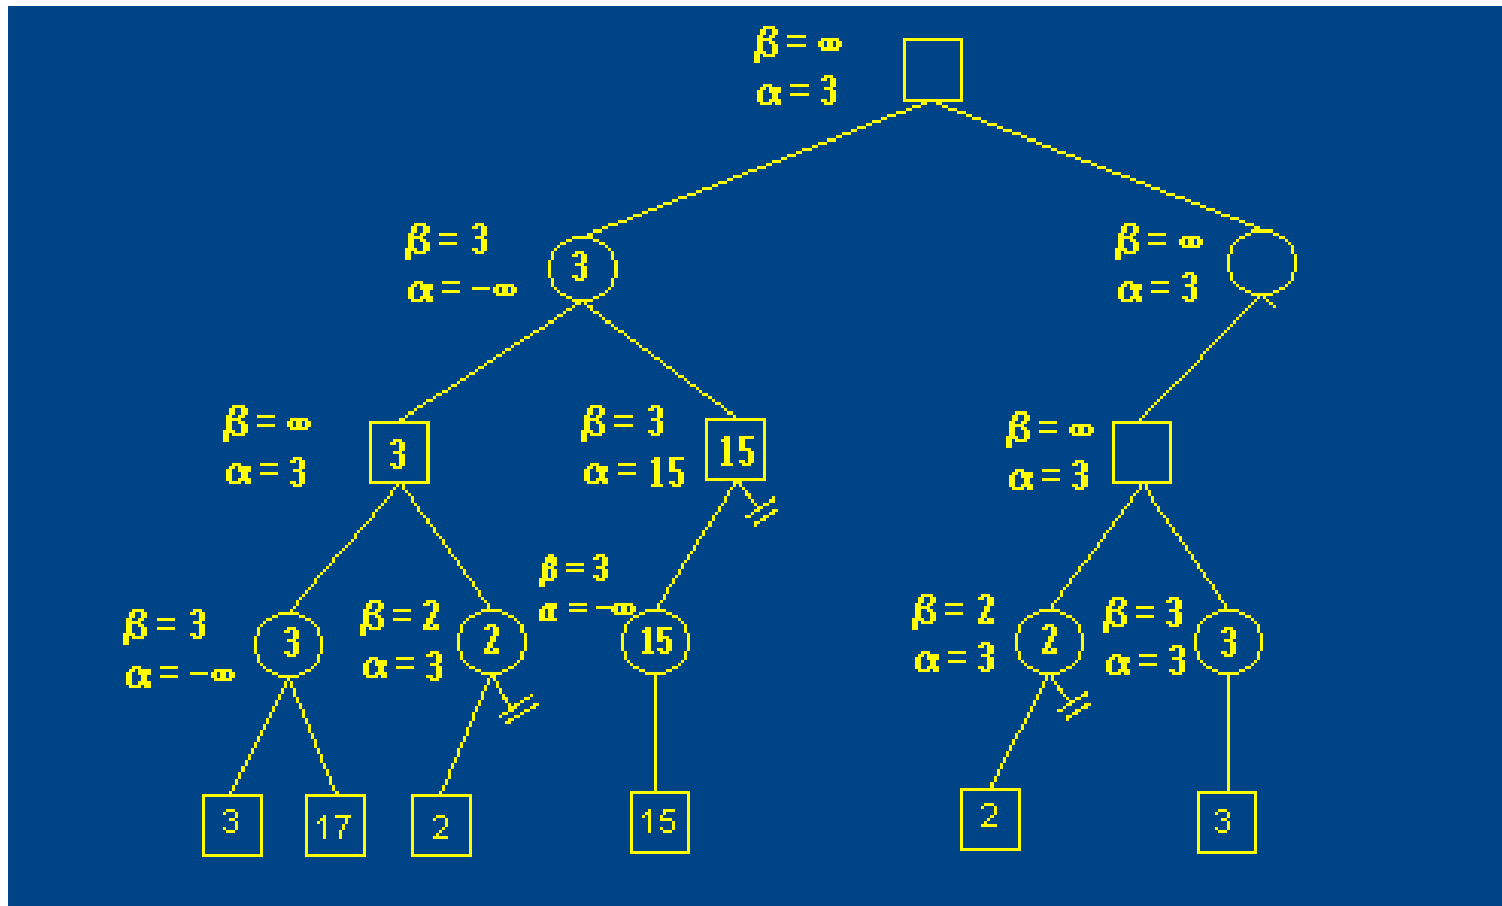 β = ∞
α = 3
β = 3
α = -∞
3
β = ∞
α = 3
β = ∞
α = 3
3
β = 3
α = 15
15
β = ∞
α = 3
β = 3
α = -∞
3
β = 2
α = 3
2
β = 3
α = -∞
15
β = 2
α = 3
2
β = 3
α = 3
3
3
17
2
15
2
3